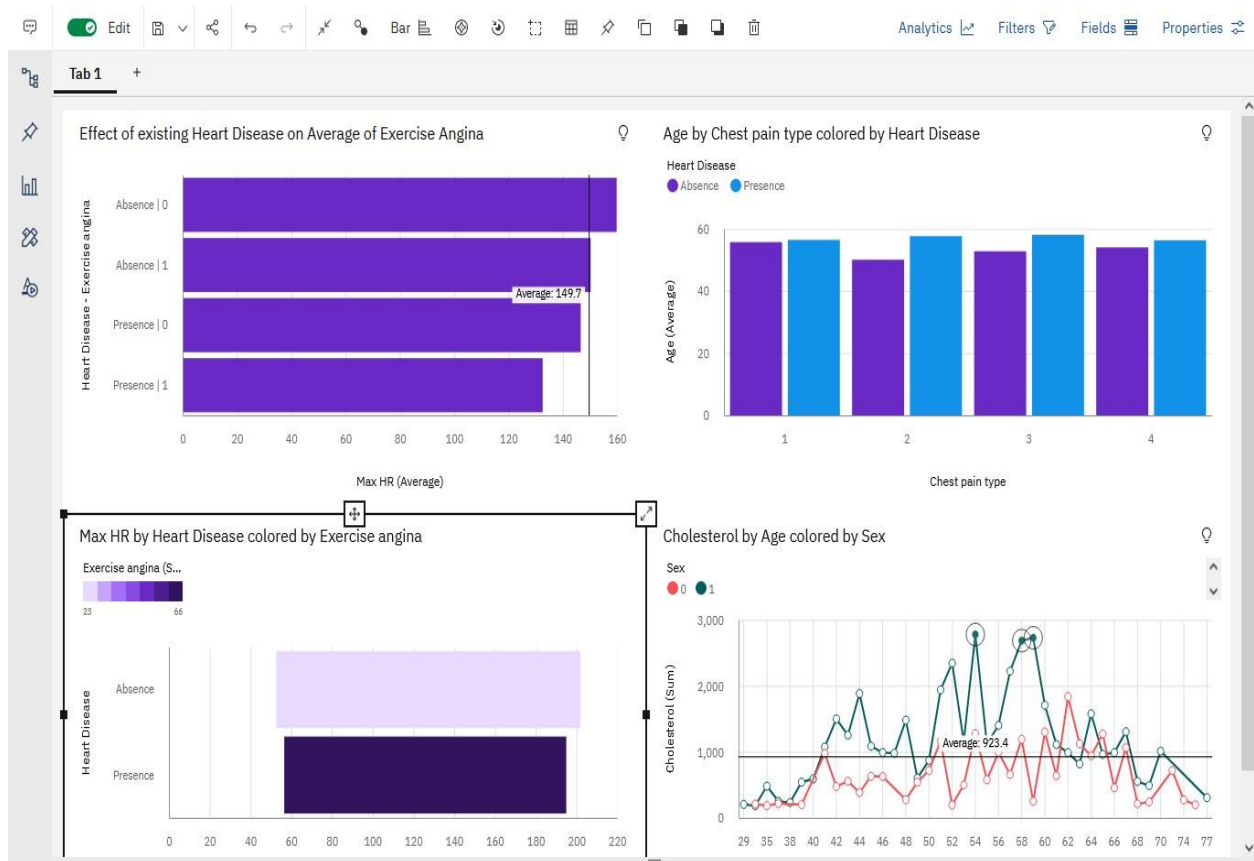 Edit Bar Analytics Filters Fields Properties
Tab 1 +
Effect of existing Heart Disease on Average of Exercise Angina
Heart Disease - Exercise angina
Absence | 0
Absence | 1
Presence | 0
Presence | 1
Average: 149.7
0 20 40 60 80 100 120 140 160
Max HR (Average)
Age by Chest pain type colored by Heart Disease
Heart Disease
Absence Presence
Age (Average)
60
40
20
0
1 2 3 4
Chest pain type
Max HR by Heart Disease colored by Exercise angina
Exercise angina (S...
23 66
Heart Disease
Absence
Presence
0 20 40 60 80 100 120 140 160 180 200 220
Cholesterol by Age colored by Sex
Sex
0 1
Cholesterol (Sum)
3,000
2,000
1,000
0
Average: 923.4
29 35 38 40 42 44 46 48 50 52 54 56 58 60 62 64 66 68 70 74 77